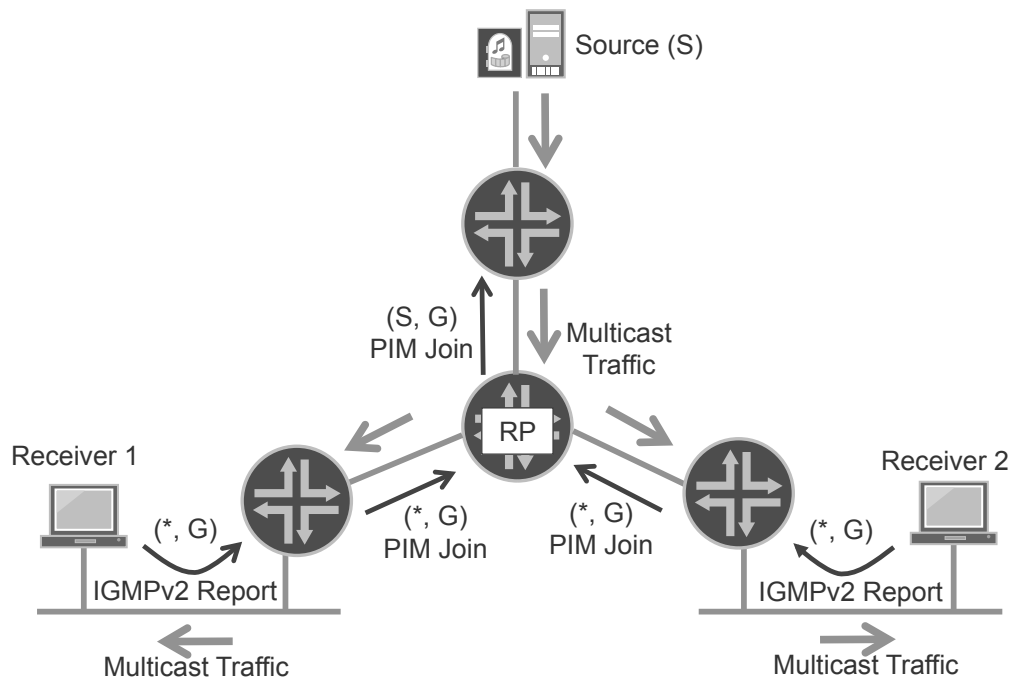 Source (S)
(S, G)
PIM Join
Multicast
Traffic
RP
Receiver 1
Receiver 2
(*, G)
IGMPv2 Report
(*, G)
PIM Join
(*, G)
PIM Join
(*, G)
IGMPv2 Report
Multicast Traffic
Multicast Traffic